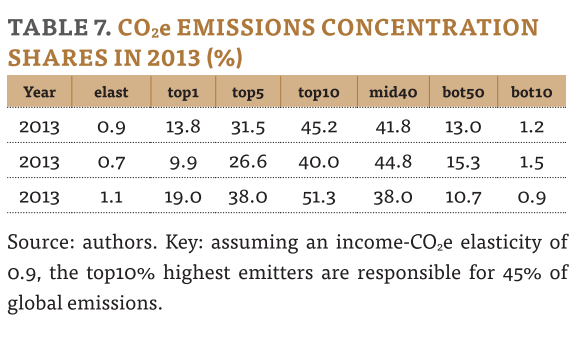 TABLE 7. CO₂e EMISSIONS CONCENTRATION
SHARES IN 2013 (%)
Year elast top1 top5 top10 mid40 bot50 bot10
2013 0.9 13.8 31.5 45.2 41.8 13.0 1.2
2013 0.7 9.9 26.6 40.0 44.8 15.3 1.5
2013 1.1 19.0 38.0 51.3 38.0 10.7 0.9
Source: authors. Key: assuming an income-CO₂e elasticity of
0.9, the top10% highest emitters are responsible for 45% of
global emissions.